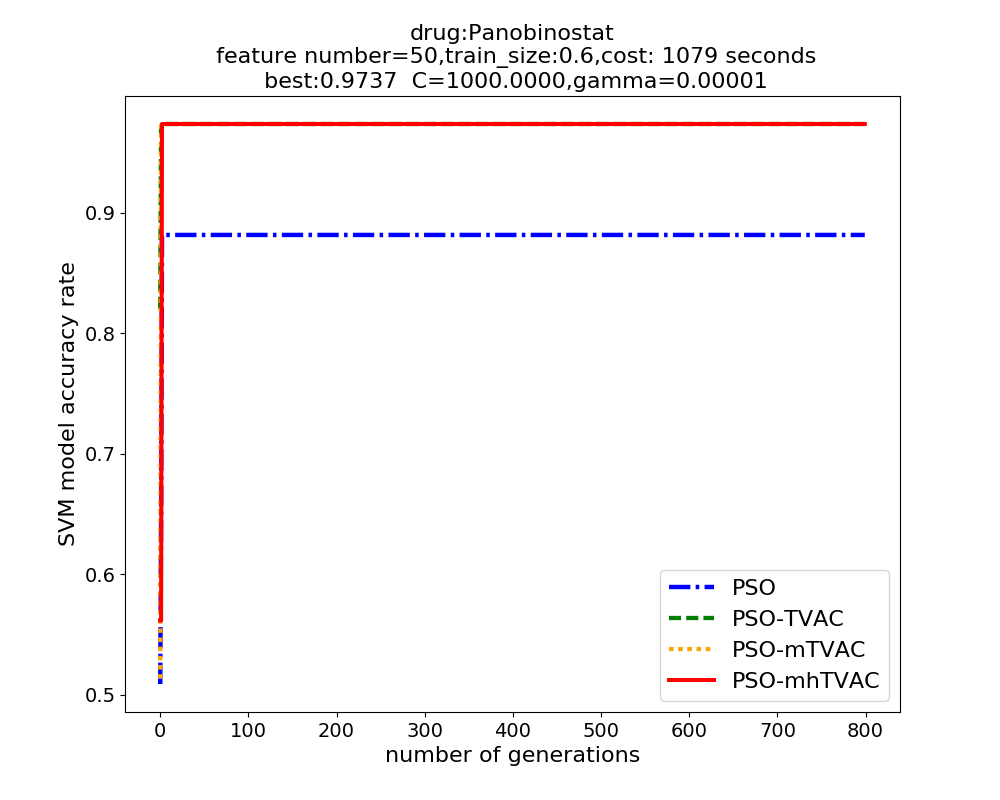 drug:Panobinostat
feature number=50,train_size:0.6,cost: 1079 seconds
best:0.9737  C=1000.0000,gamma=0.00001
SVM model accuracy rate
0.9
0.8
0.7
0.6
0.5
PSO
PSO-TVAC
PSO-mTVAC
PSO-mhTVAC
0 100 200 300 400 500 600 700 800
number of generations